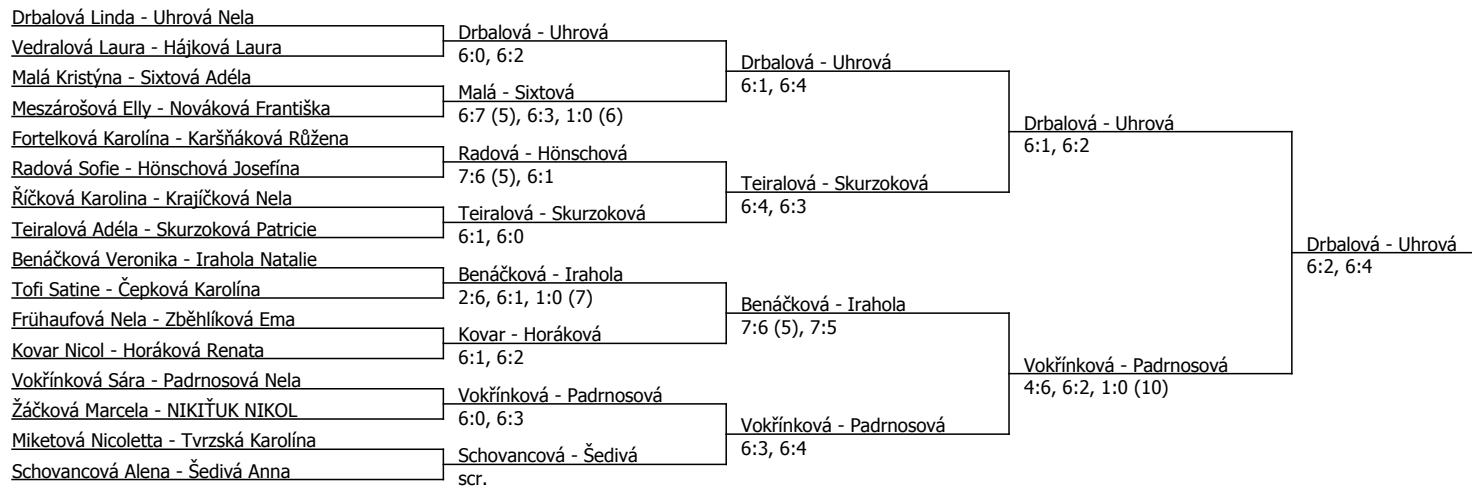 Drbalová Linda - Uhrová Nela
Vedralová Laura - Hájková Laura
Malá Kristýna - Sixtová Adéla
Meszárošová Elly - Nováková Františka
Fortelková Karolína - Karšňáková Růžena
Radová Sofie - Hönschová Josefína
Říčková Karolina - Krajíčková Nela
Teiralová Adéla - Skurzoková Patricie
Benáčková Veronika - Irahola Natalie
Tofi Satine - Čepková Karolína
Frühaufová Nela - Zběhlíková Ema
Kovar Nicol - Horáková Renata
Vokřínková Sára - Padrnosová Nela
Žáčková Marcela - NIKIŤUK NIKOL
Miketová Nicoletta - Tvrzská Karolína
Schovancová Alena - Šedivá Anna
Drbalová - Uhrová
6:0, 6:2
Malá - Sixtová
6:7 (5), 6:3, 1:0 (6)
Radová - Hönschová
7:6 (5), 6:1
Teiralová - Skurzoková
6:1, 6:0
Benáčková - Irahola
2:6, 6:1, 1:0 (7)
Kovar - Horáková
6:1, 6:2
Vokřínková - Padrnosová
6:0, 6:3
Schovancová - Šedivá
scr.
Drbalová - Uhrová
6:1, 6:4
Teiralová - Skurzoková
6:4, 6:3
Benáčková - Irahola
7:6 (5), 7:5
Vokřínková - Padrnosová
6:3, 6:4
Drbalová - Uhrová
6:1, 6:2
Vokřínková - Padrnosová
4:6, 6:2, 1:0 (10)
Drbalová - Uhrová
6:2, 6:4